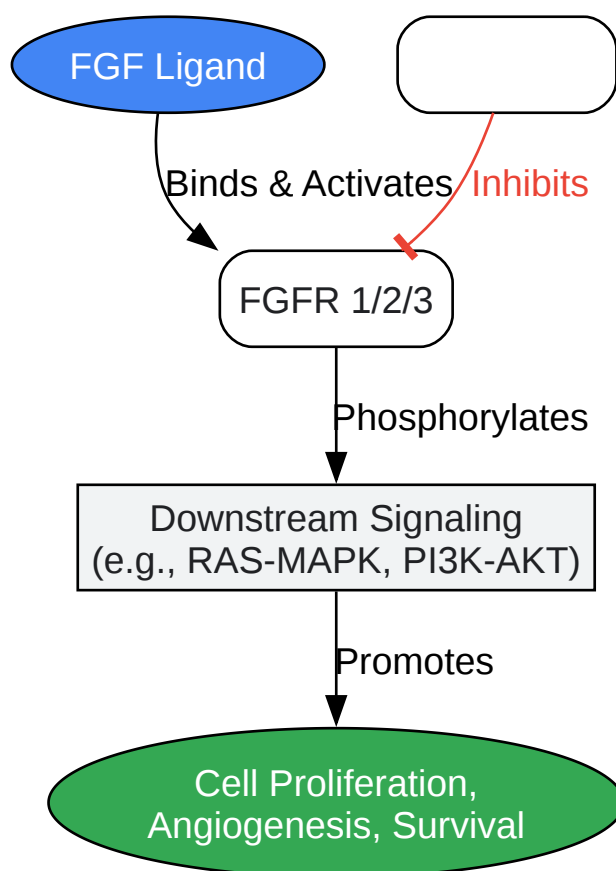 FGF Ligand
Binds & Activates
Inhibits
FGFR 1/2/3
Phosphorylates
Downstream Signaling
(e.g., RAS-MAPK, PI3K-AKT)
Promotes
Cell Proliferation,
Angiogenesis, Survival